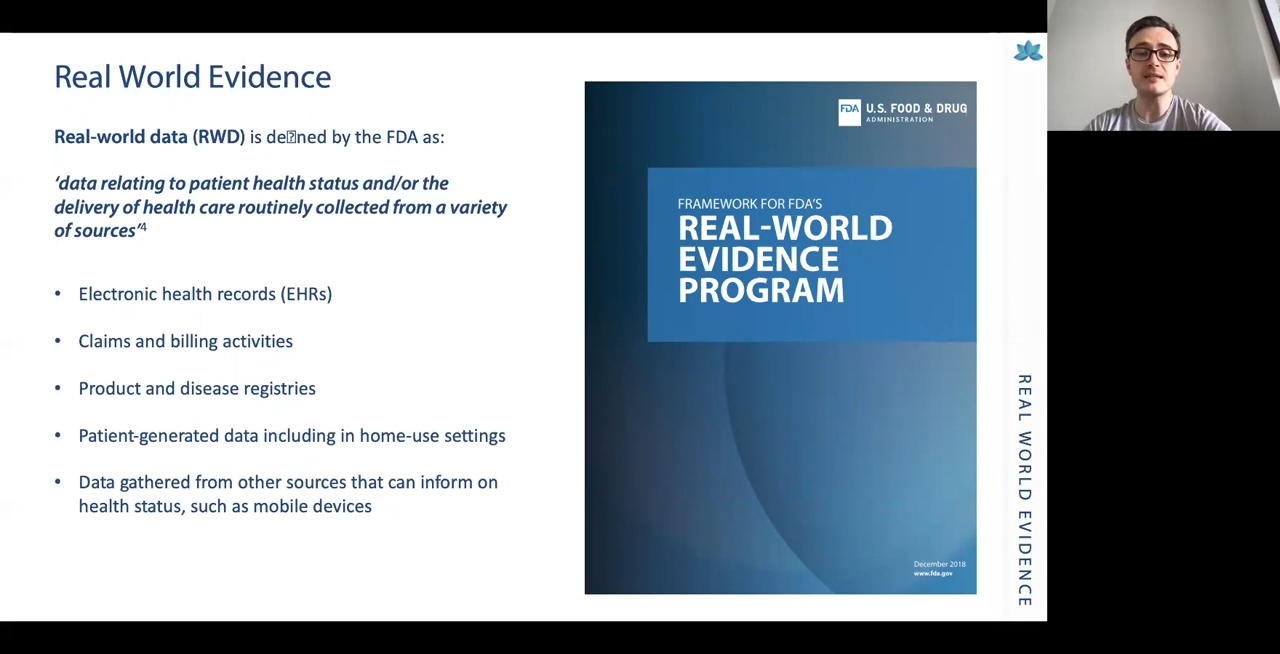 Real World Evidence
Real-world data (RWD) is de⍰ned by the FDA as:
‘data relating to patient health status and/or the
delivery of health care routinely collected from a variety
of sources’⁴
• Electronic health records (EHRs)
• Claims and billing activities
• Product and disease registries
• Patient-generated data including in home-use settings
• Data gathered from other sources that can inform on
health status, such as mobile devices
FDA U.S. FOOD & DRUG
ADMINISTRATION
FRAMEWORK FOR FDA'S
REAL-WORLD
EVIDENCE
PROGRAM
December 2018
www.fda.gov
REAL WORLD EVIDENCE